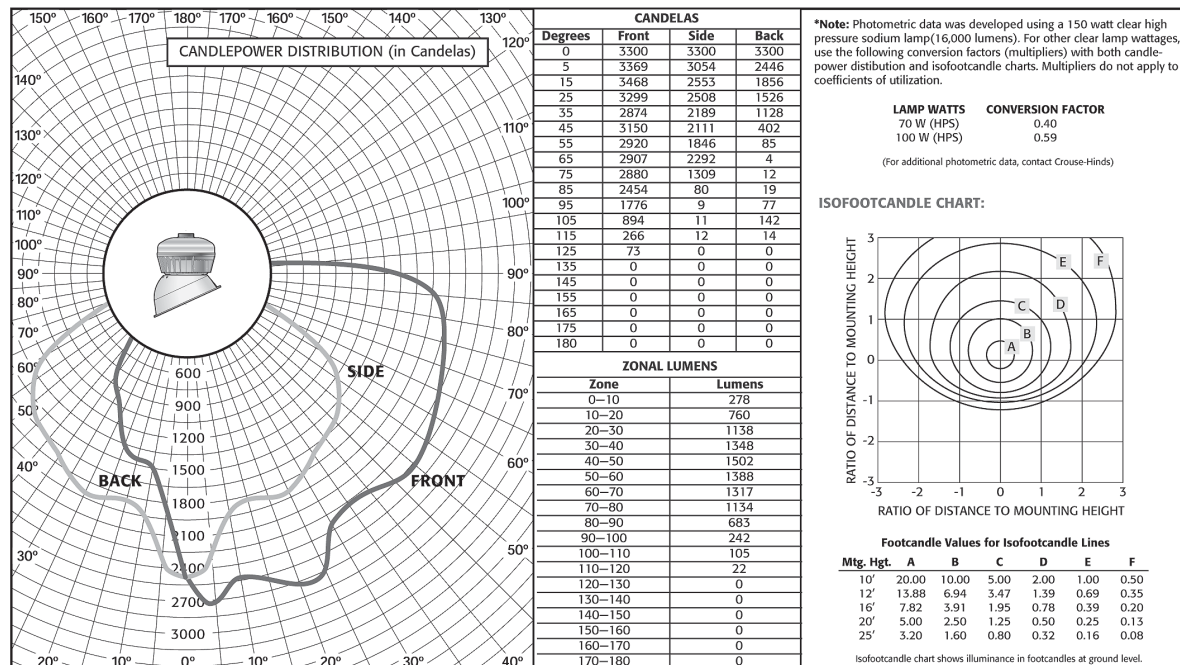 150° 160° 170° 180° 170° 160° 150° 130°
CANDLEPOWER DISTRIBUTION (in Candelas)
120°
140°
130°
110°
120°
110°
100°
100°
90°
90°
80°
80°
70°
600
SIDE
60°
70°
900
50°
1200
40°
1500
60°
BACK
FRONT
1800
2100
30°
50°
2400
2700
3000
20° 10° 0° 10° 20° 30° 40°
CANDELAS
Degrees Front Side Back
0 3300 3300 3300
5 3369 3054 2446
15 3468 2553 1856
25 3299 2508 1526
35 2874 2189 1128
45 3150 2111 402
55 2920 1846 85
65 2907 2292 4
75 2880 1309 12
85 2454 80 19
95 1776 9 77
105 894 11 142
115 266 12 14
125 73 0 0
135 0 0 0
145 0 0 0
155 0 0 0
165 0 0 0
175 0 0 0
180 0 0 0
ZONAL LUMENS
Zone Lumens
0–10 278
10–20 760
20–30 1138
30–40 1348
40–50 1502
50–60 1388
60–70 1317
70–80 1134
80–90 683
90–100 242
100–110 105
110–120 22
120–130 0
130–140 0
140–150 0
150–160 0
160–170 0
170–180 0
*Note: Photometric data was developed using a 150 watt clear high
pressure sodium lamp(16,000 lumens). For other clear lamp wattages,
use the following conversion factors (multipliers) with both candle-
power distibution and isofootcandle charts. Multipliers do not apply to
coefficients of utilization.
LAMP WATTS CONVERSION FACTOR
70 W (HPS) 0.40
100 W (HPS) 0.59
(For additional photometric data, contact Crouse-Hinds)
ISOFOOTCANDLE CHART:
RATIO OF DISTANCE TO MOUNTING HEIGHT
3
2
1
0
-1
-2
-3
E F
C D
B
A
-3 -2 -1 0 1 2 3
RATIO OF DISTANCE TO MOUNTING HEIGHT
Footcandle Values for Isofootcandle Lines
Mtg. Hgt. A B C D E F
10′ 20.00 10.00 5.00 2.00 1.00 0.50
12′ 13.88 6.94 3.47 1.39 0.69 0.35
16′ 7.82 3.91 1.95 0.78 0.39 0.20
20′ 5.00 2.50 1.25 0.50 0.25 0.13
25′ 3.20 1.60 0.80 0.32 0.16 0.08
Isofootcandle chart shows illuminance in footcandles at ground level.